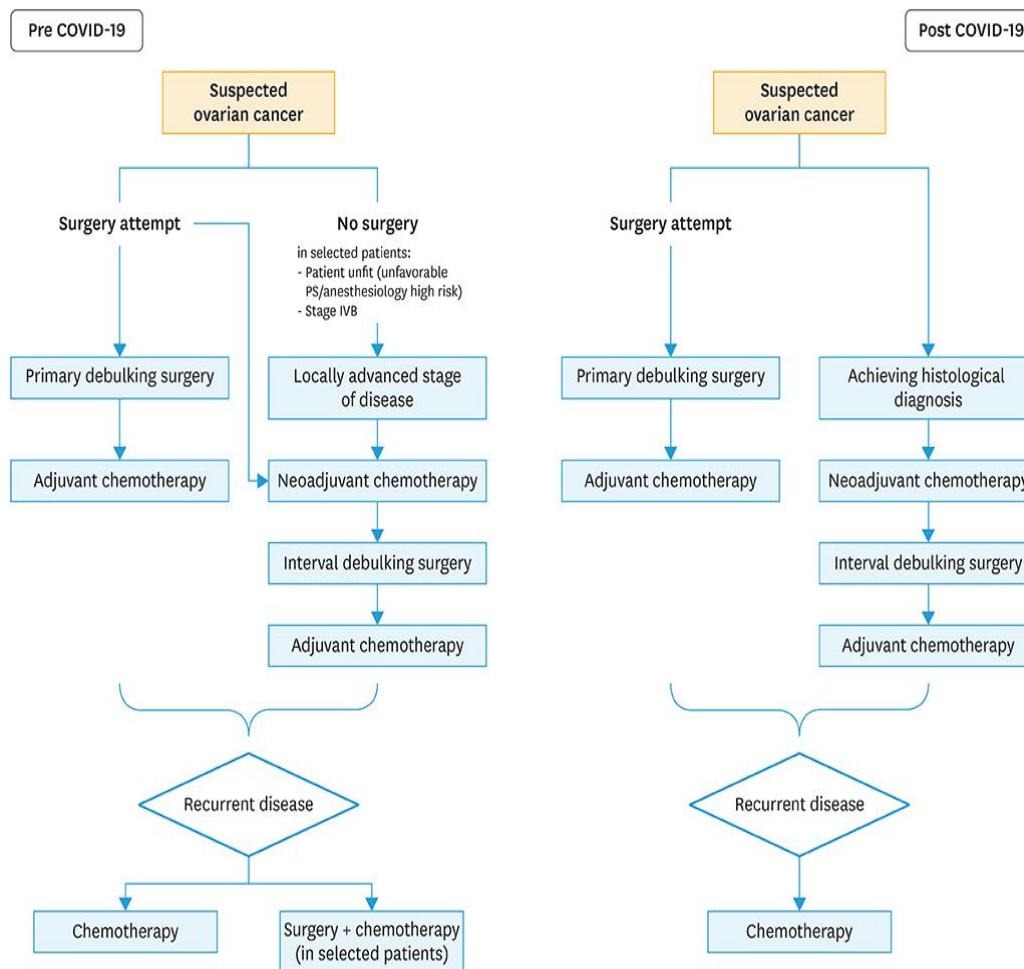 Pre COVID-19
Suspected
ovarian cancer
Surgery attempt
No surgery
in selected patients:
- Patient unfit (unfavorable
PS/anesthesiology high risk)
- Stage IVB
Primary debulking surgery
Locally advanced stage
of disease
Adjuvant chemotherapy
Neoadjuvant chemotherapy
Interval debulking surgery
Adjuvant chemotherapy
Recurrent disease
Chemotherapy
Surgery + chemotherapy
(in selected patients)
Post COVID-19
Suspected
ovarian cancer
Surgery attempt
Primary debulking surgery
Achieving histological
diagnosis
Adjuvant chemotherapy
Neoadjuvant chemotherapy
Interval debulking surgery
Adjuvant chemotherapy
Recurrent disease
Chemotherapy